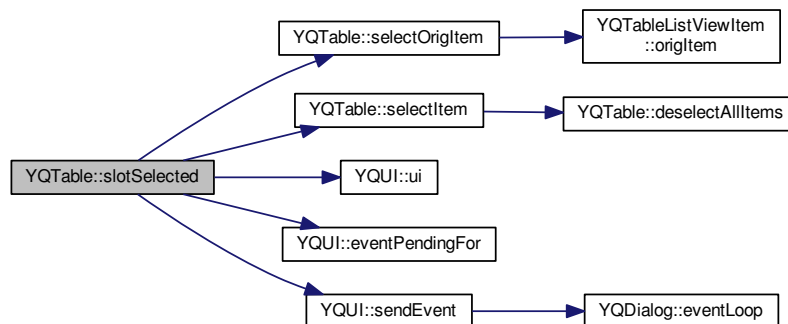 YQTable::selectOrigItem
YQTableListViewItem
::origItem
YQTable::selectItem
YQTable::deselectAllItems
YQTable::slotSelected
YQUI::ui
YQUI::eventPendingFor
YQUI::sendEvent
YQDialog::eventLoop